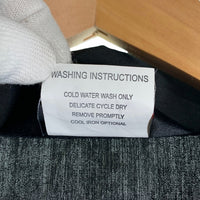 WASHING INSTRUCTIONS
COLD WATER WASH ONLY
DELICATE CYCLE DRY
REMOVE PROMPTLY
COOL IRON OPTIONAL